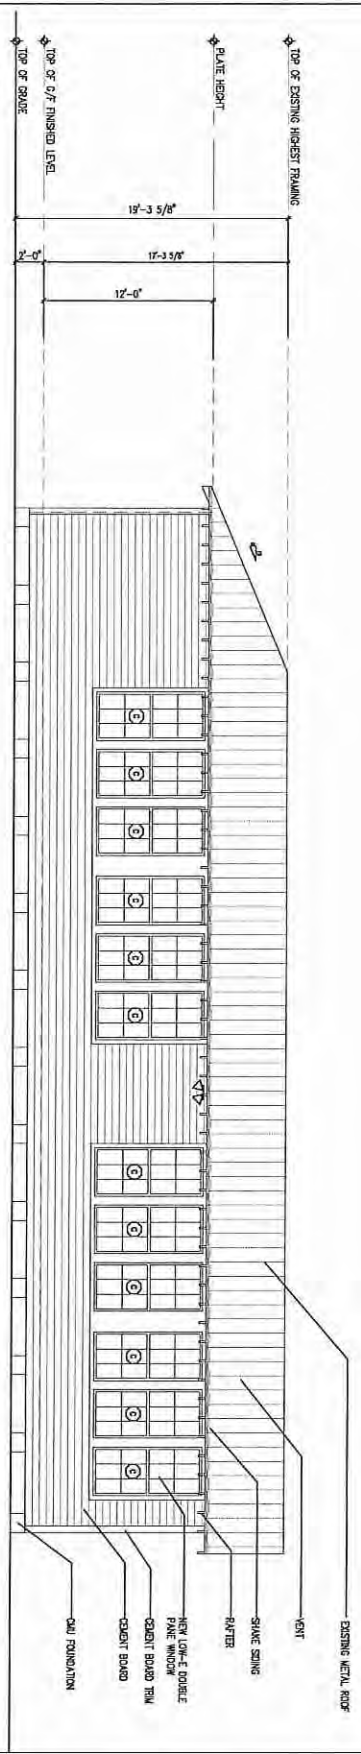 TOP OF EXISTING HIGHEST FRAMING
PLATE HEIGHT
TOP OF G/F FINISHED LEVEL
TOP OF GRADE
19'-3 5/8"
17'-3 5/8"
12'-0"
2'-0"
C
C
C
C
C
C
C
C
C
C
C
C
EXISTING METAL ROOF
VENT
SHAKE SIDING
RAFTER
NEW LOW-E DOUBLE
PANE WINDOW
CEMENT BOARD TRIM
CEMENT BOARD
CMU FOUNDATION